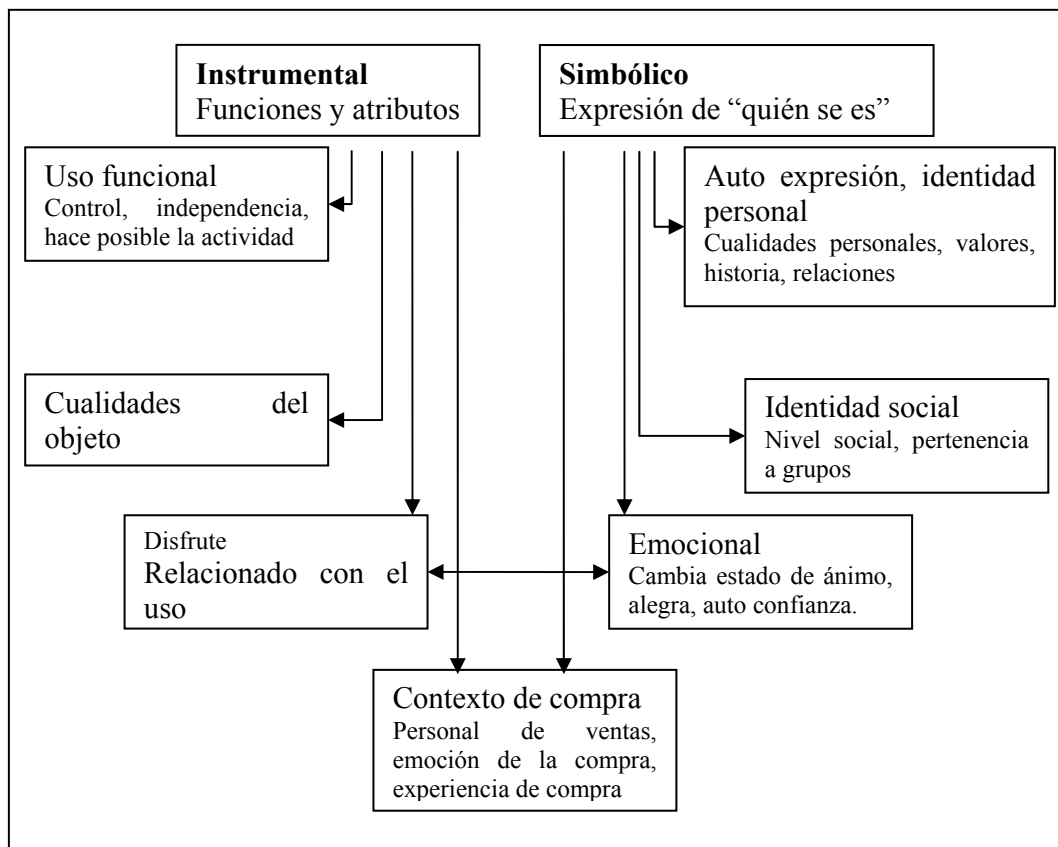 Instrumental
Funciones y atributos
Simbólico
Expresión de “quién se es”
Uso funcional
Control, independencia,
hace posible la actividad
Auto expresión, identidad
personal
Cualidades personales, valores,
historia, relaciones
Cualidades del
objeto
Identidad social
Nivel social, pertenencia
a grupos
Disfrute
Relacionado con el
uso
Emocional
Cambia estado de ánimo,
alegra, auto confianza.
Contexto de compra
Personal de ventas,
emoción de la compra,
experiencia de compra